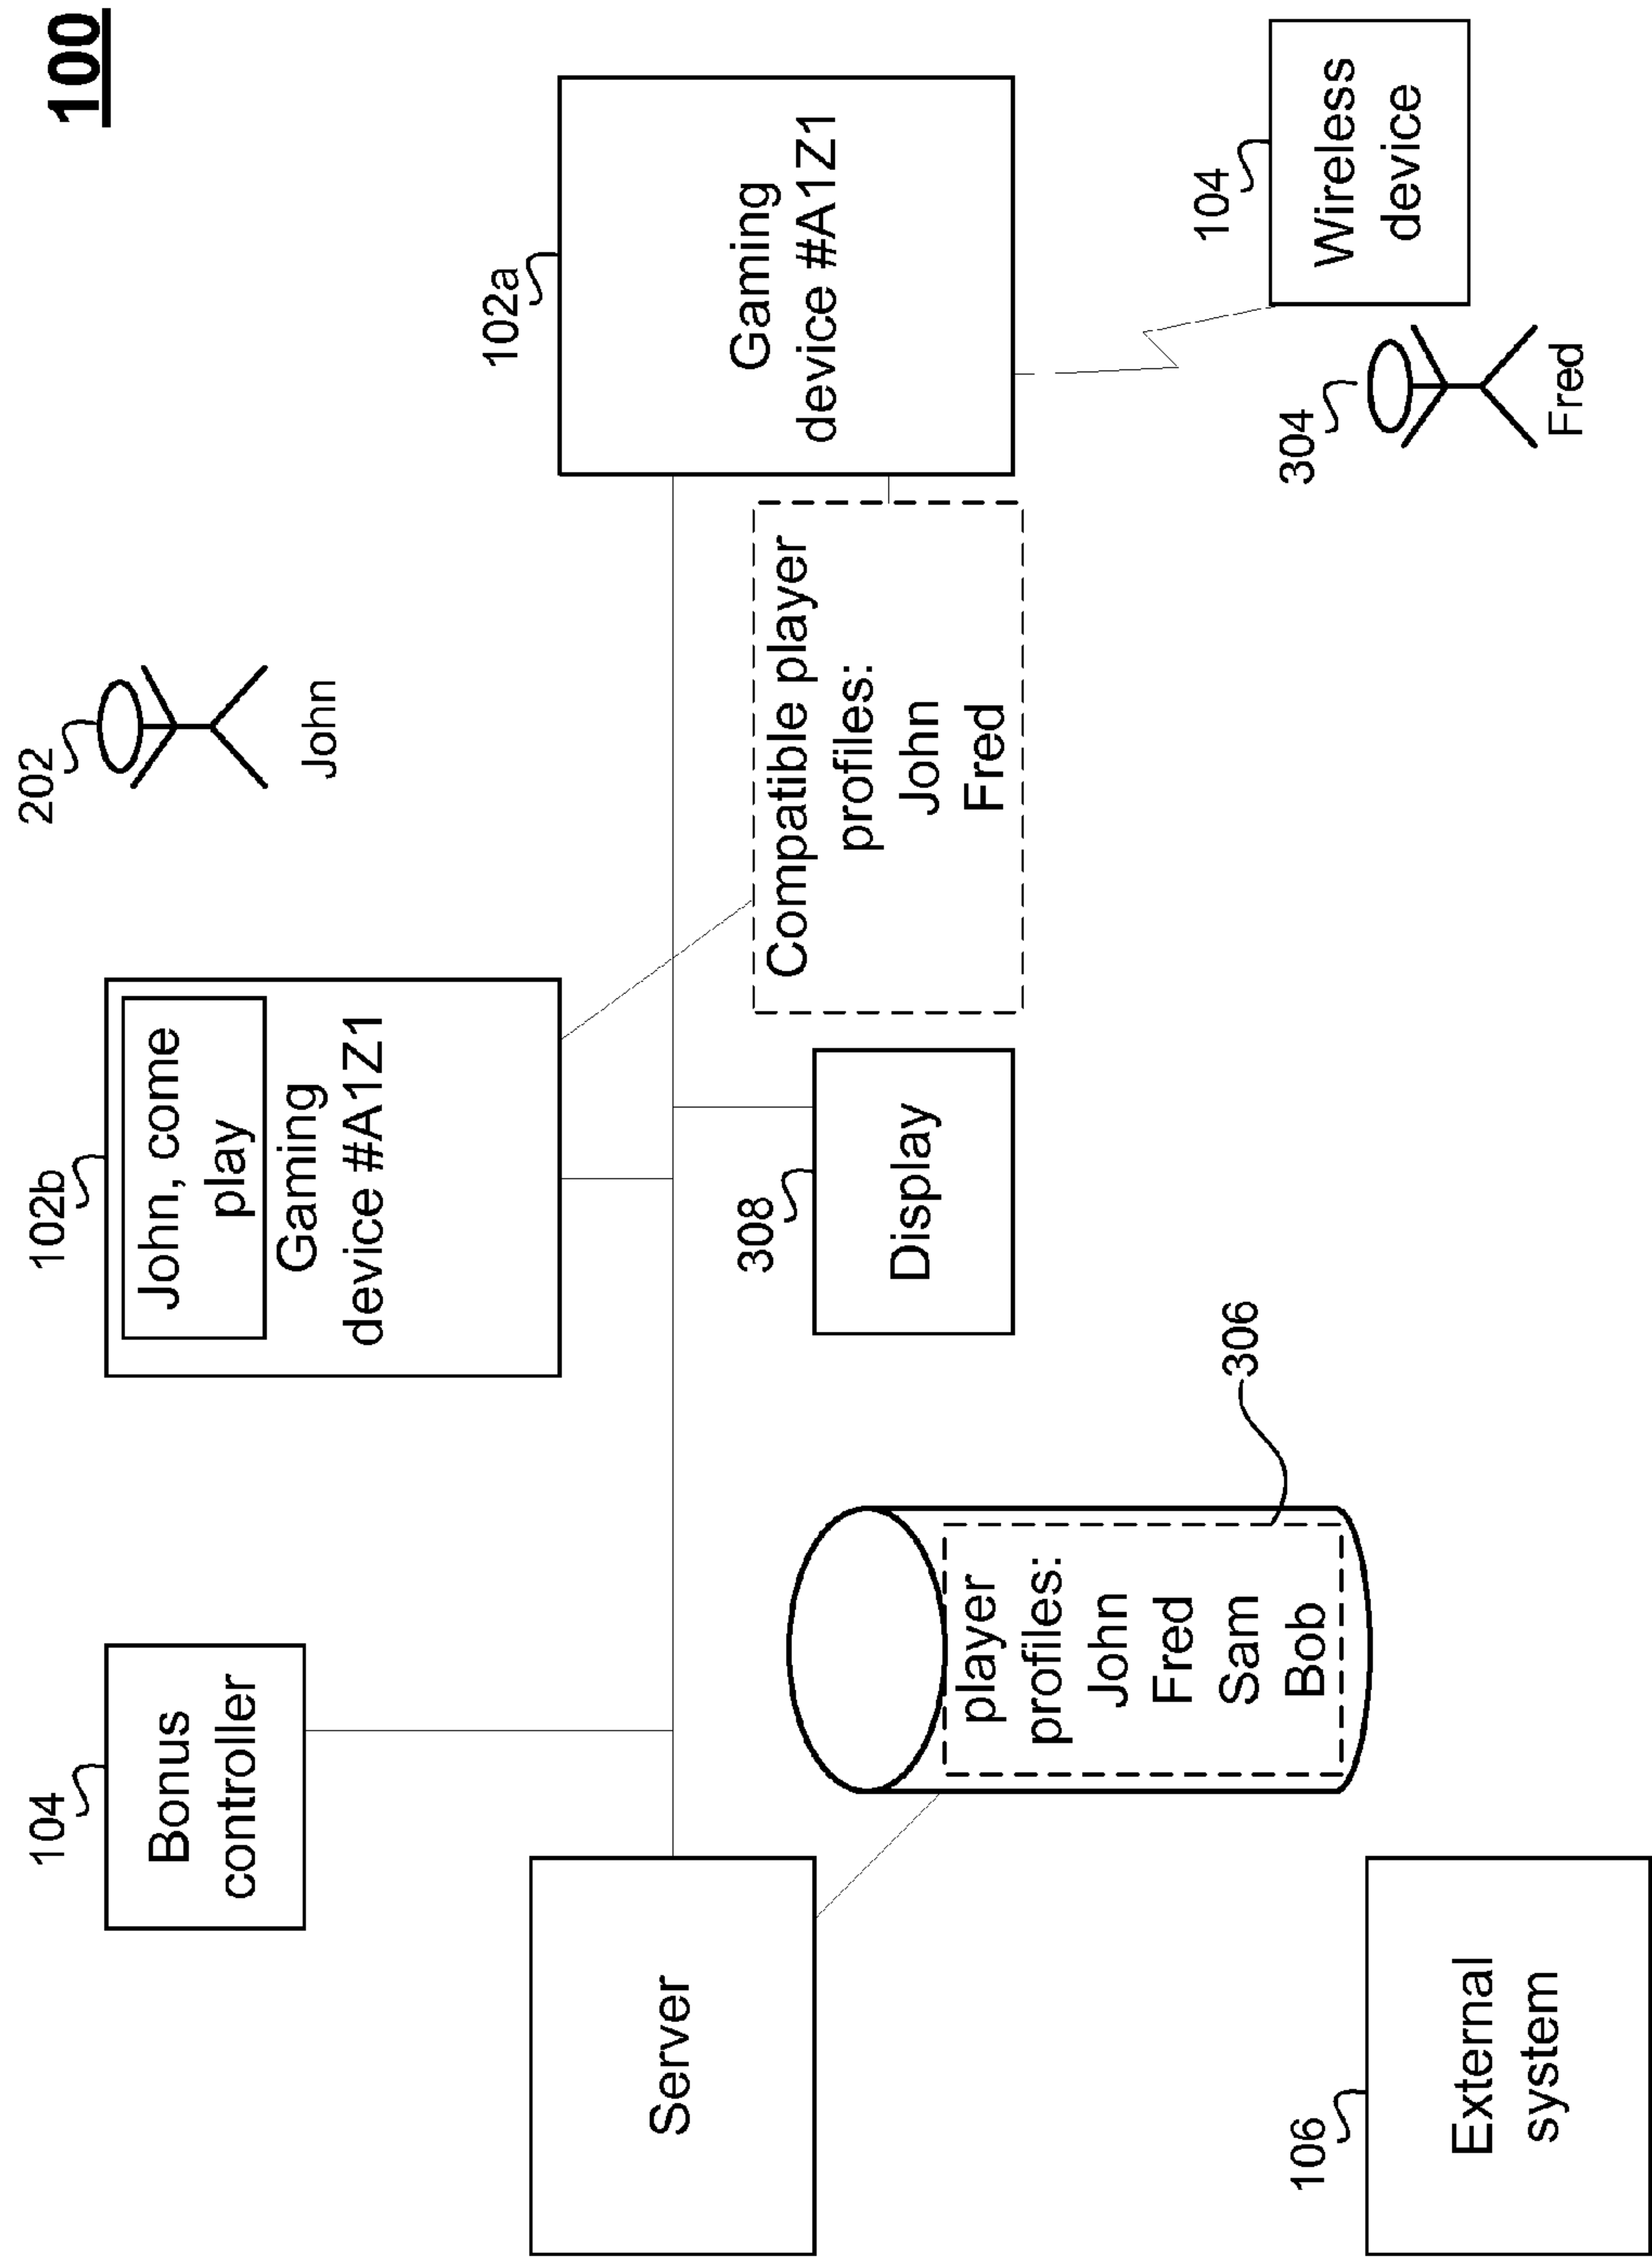 100
104
Bonus
controller
102b
John, come
play
Gaming
device #A1Z1
202
John
102a
Gaming
device #A1Z1
Server
308
Display
Compatible player
profiles:
John
Fred
player
profiles:
John
Fred
Sam
Bob
306
106
External
system
304
Fred
104
Wireless
device